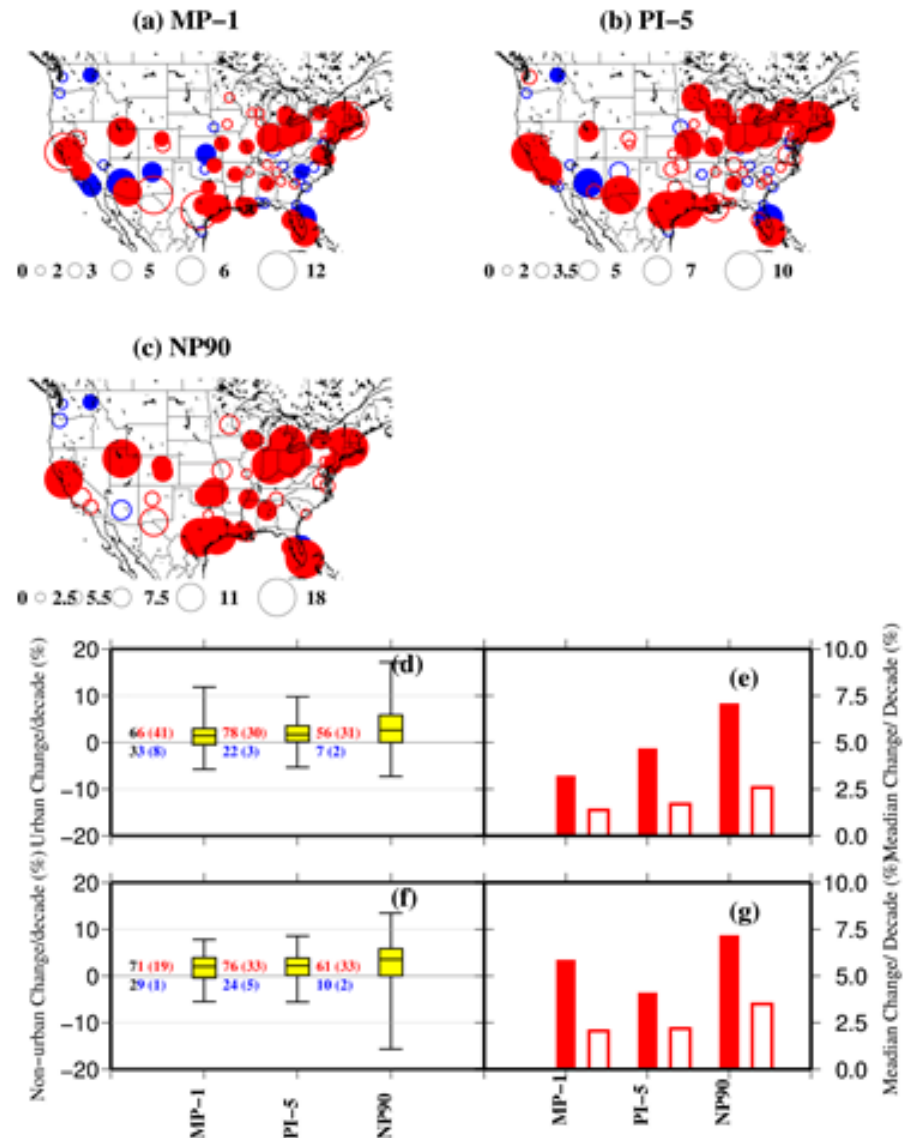 (a) MP−1
(b) PI−5
0 2 3 5 6 12
0 2 3.5 5 7 10
(c) NP90
0 2.5 5.5 7.5 11 18
Urban Change/decade (%)
20
10
0
−10
−20
(d)
66 (41) 78 (30) 56 (31)
33 (8) 22 (3) 7 (2)
(e)
10.0
7.5
5.0
2.5
0.0
Meadian Change/ Decade (%)
Non-urban Change/decade (%)
20
10
0
−10
−20
(f)
71 (19) 76 (33) 61 (33)
29 (1) 24 (5) 10 (2)
(g)
10.0
7.5
5.0
2.5
0.0
Meadian Change/ Decade (%)
MP−1
PI−5
NP90
MP−1
PI−5
NP90